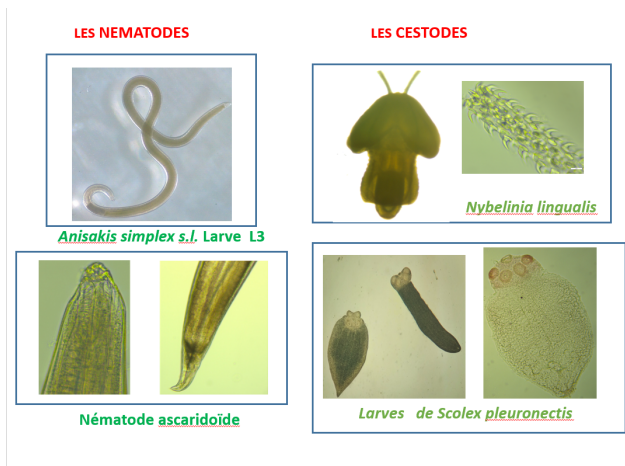 LES NEMATODES
LES CESTODES
Anisakis simplex s.l. Larve L3
Nybelinia lingualis
Nématode ascaridoïde
Larves de Scolex pleuronectis